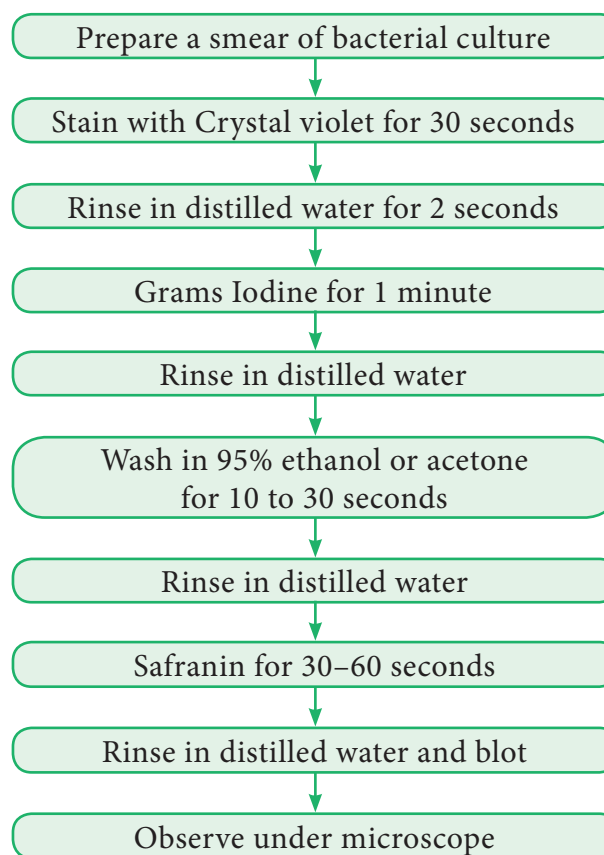 Prepare a smear of bacterial culture
Stain with Crystal violet for 30 seconds
Rinse in distilled water for 2 seconds
Grams Iodine for 1 minute
Rinse in distilled water
Wash in 95% ethanol or acetone
for 10 to 30 seconds
Rinse in distilled water
Safranin for 30–60 seconds
Rinse in distilled water and blot
Observe under microscope